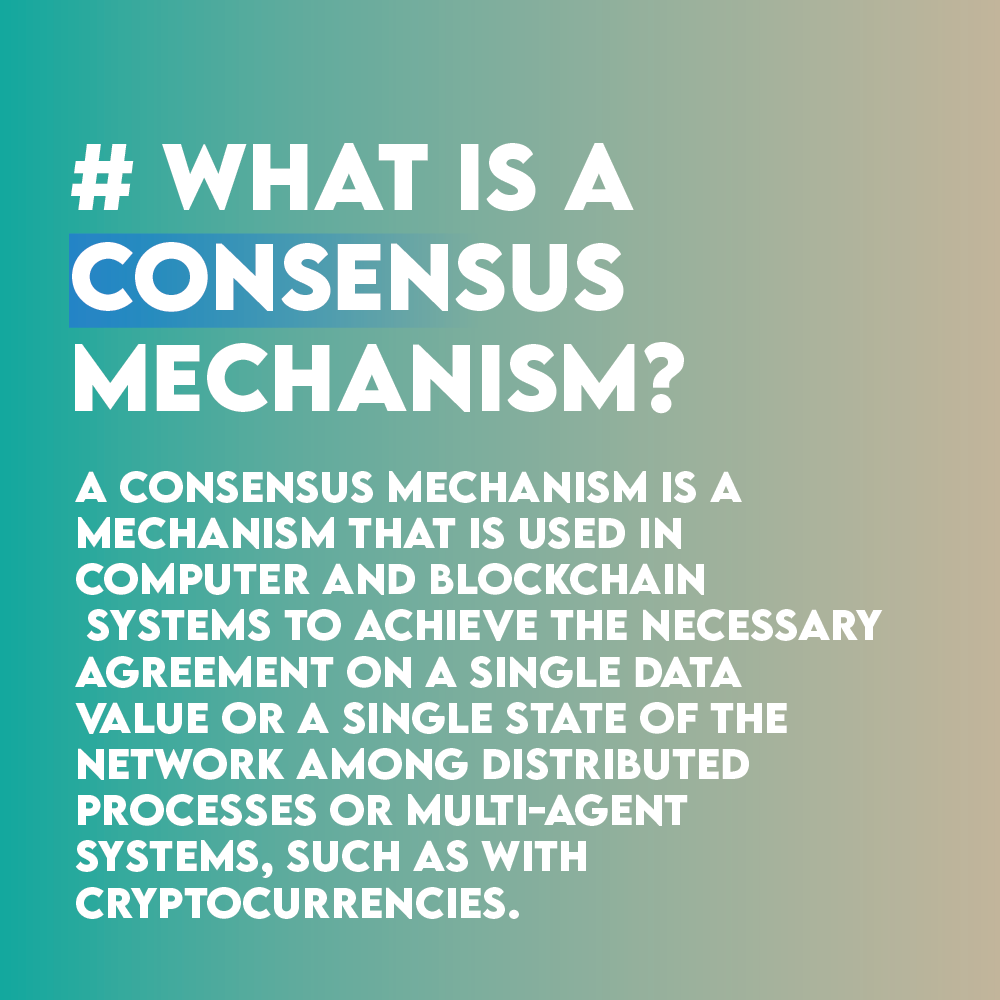 # WHAT IS A
CONSENSUS
MECHANISM?
A CONSENSUS MECHANISM IS A
MECHANISM THAT IS USED IN
COMPUTER AND BLOCKCHAIN
SYSTEMS TO ACHIEVE THE NECESSARY
AGREEMENT ON A SINGLE DATA
VALUE OR A SINGLE STATE OF THE
NETWORK AMONG DISTRIBUTED
PROCESSES OR MULTI-AGENT
SYSTEMS, SUCH AS WITH
CRYPTOCURRENCIES.